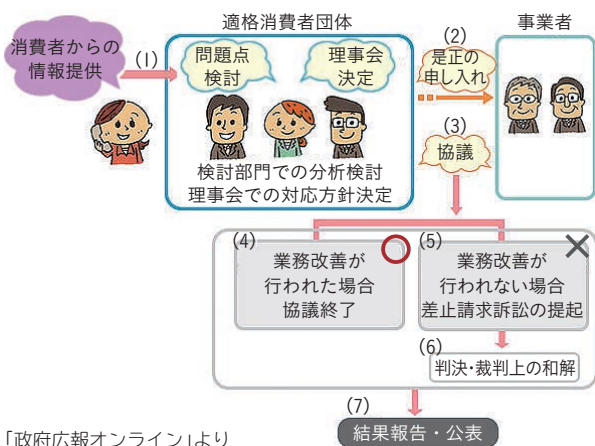 適格消費者団体
事業者
消費者からの
情報提供
(1)
問題点
検討
理事会
決定
検討部門での分析検討
理事会での対応方針決定
(2)
是正の
申し入れ
(3)
協議
(4)
業務改善が
行われた場合
協議終了
(5)
業務改善が
行われない場合
差止請求訴訟の提起
(6)
判決・裁判上の和解
(7)
結果報告・公表
「政府広報オンライン」より